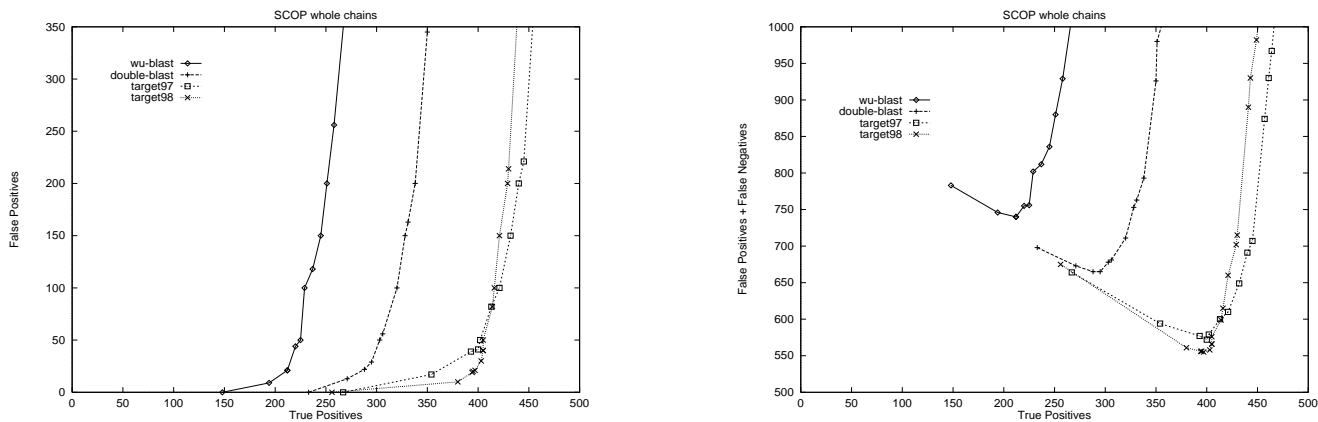 SCOP whole chains
350
300
250
200
150
100
50
0
False Positives
wu-blast
double-blast
target97
target98
0 50 100 150 200 250 300 350 400 450 500
True Positives
SCOP whole chains
1000
950
900
850
800
750
700
650
600
550
500
False Positives + False Negatives
wu-blast
double-blast
target97
target98
0 50 100 150 200 250 300 350 400 450 500
True Positives